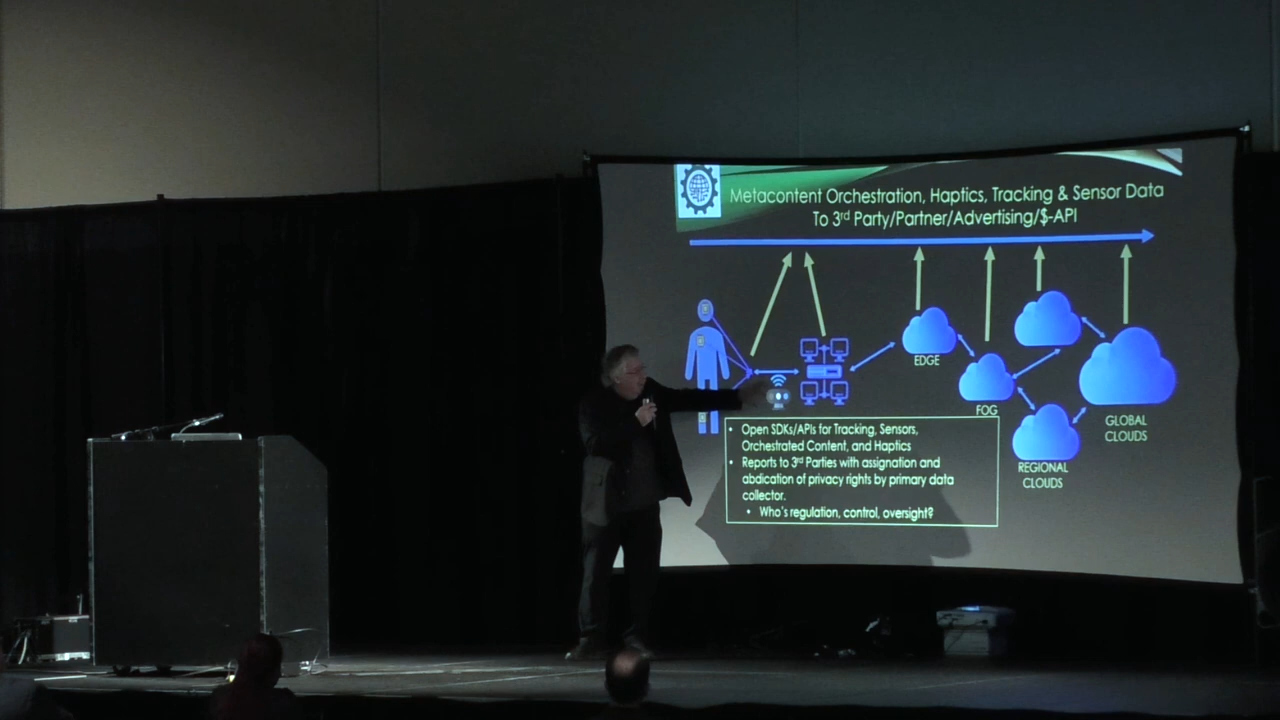 Metacontent Orchestration, Haptics, Tracking & Sensor Data
To 3rd Party/Partner/Advertising/$-API
EDGE
FOG
GLOBAL
CLOUDS
REGIONAL
CLOUDS
• Open SDKs/APIs for Tracking, Sensors,
Orchestrated Content, and Haptics
• Reports to 3rd Parties with assignation and
abdication of privacy rights by primary data
collector.
• Who's regulation, control, oversight?